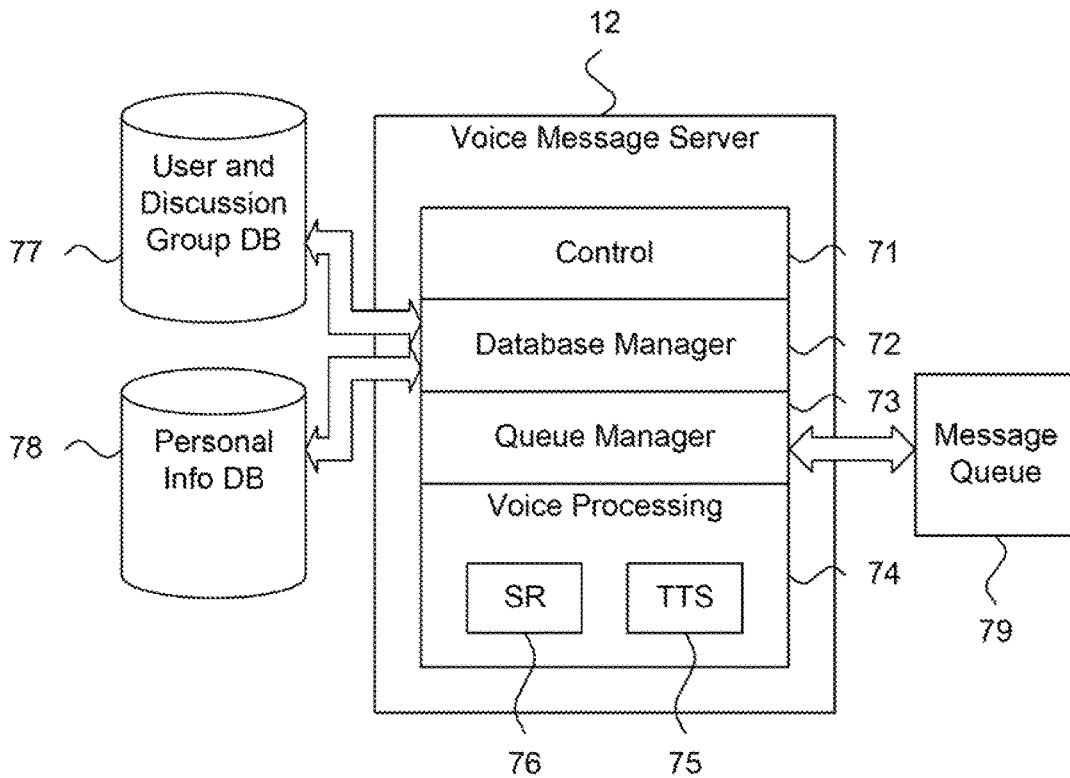 12
Voice Message Server
User and
Discussion
Group DB
77
Control
71
Database Manager
72
73
Personal
Info DB
78
Queue Manager
Message
Queue
Voice Processing
74
SR
TTS
79
76
75